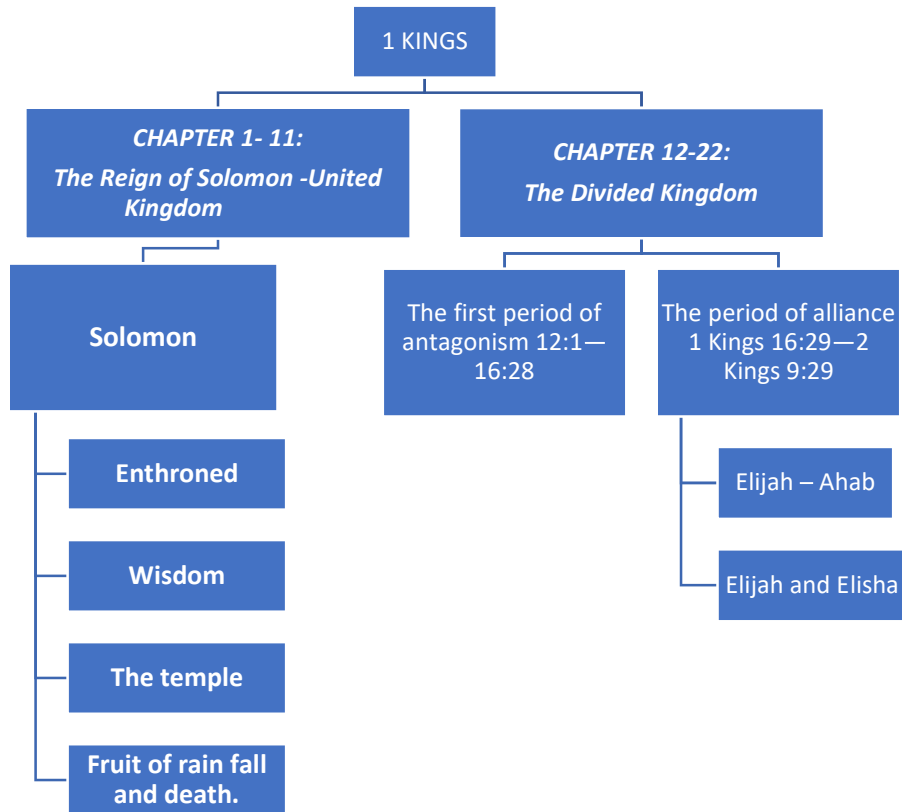 1 KINGS
CHAPTER 1- 11:
The Reign of Solomon -United
Kingdom
CHAPTER 12-22:
The Divided Kingdom
Solomon
Enthroned
Wisdom
The temple
Fruit of rain fall
and death.
The first period of
antagonism 12:1—
16:28
The period of alliance
1 Kings 16:29—2
Kings 9:29
Elijah – Ahab
Elijah and Elisha